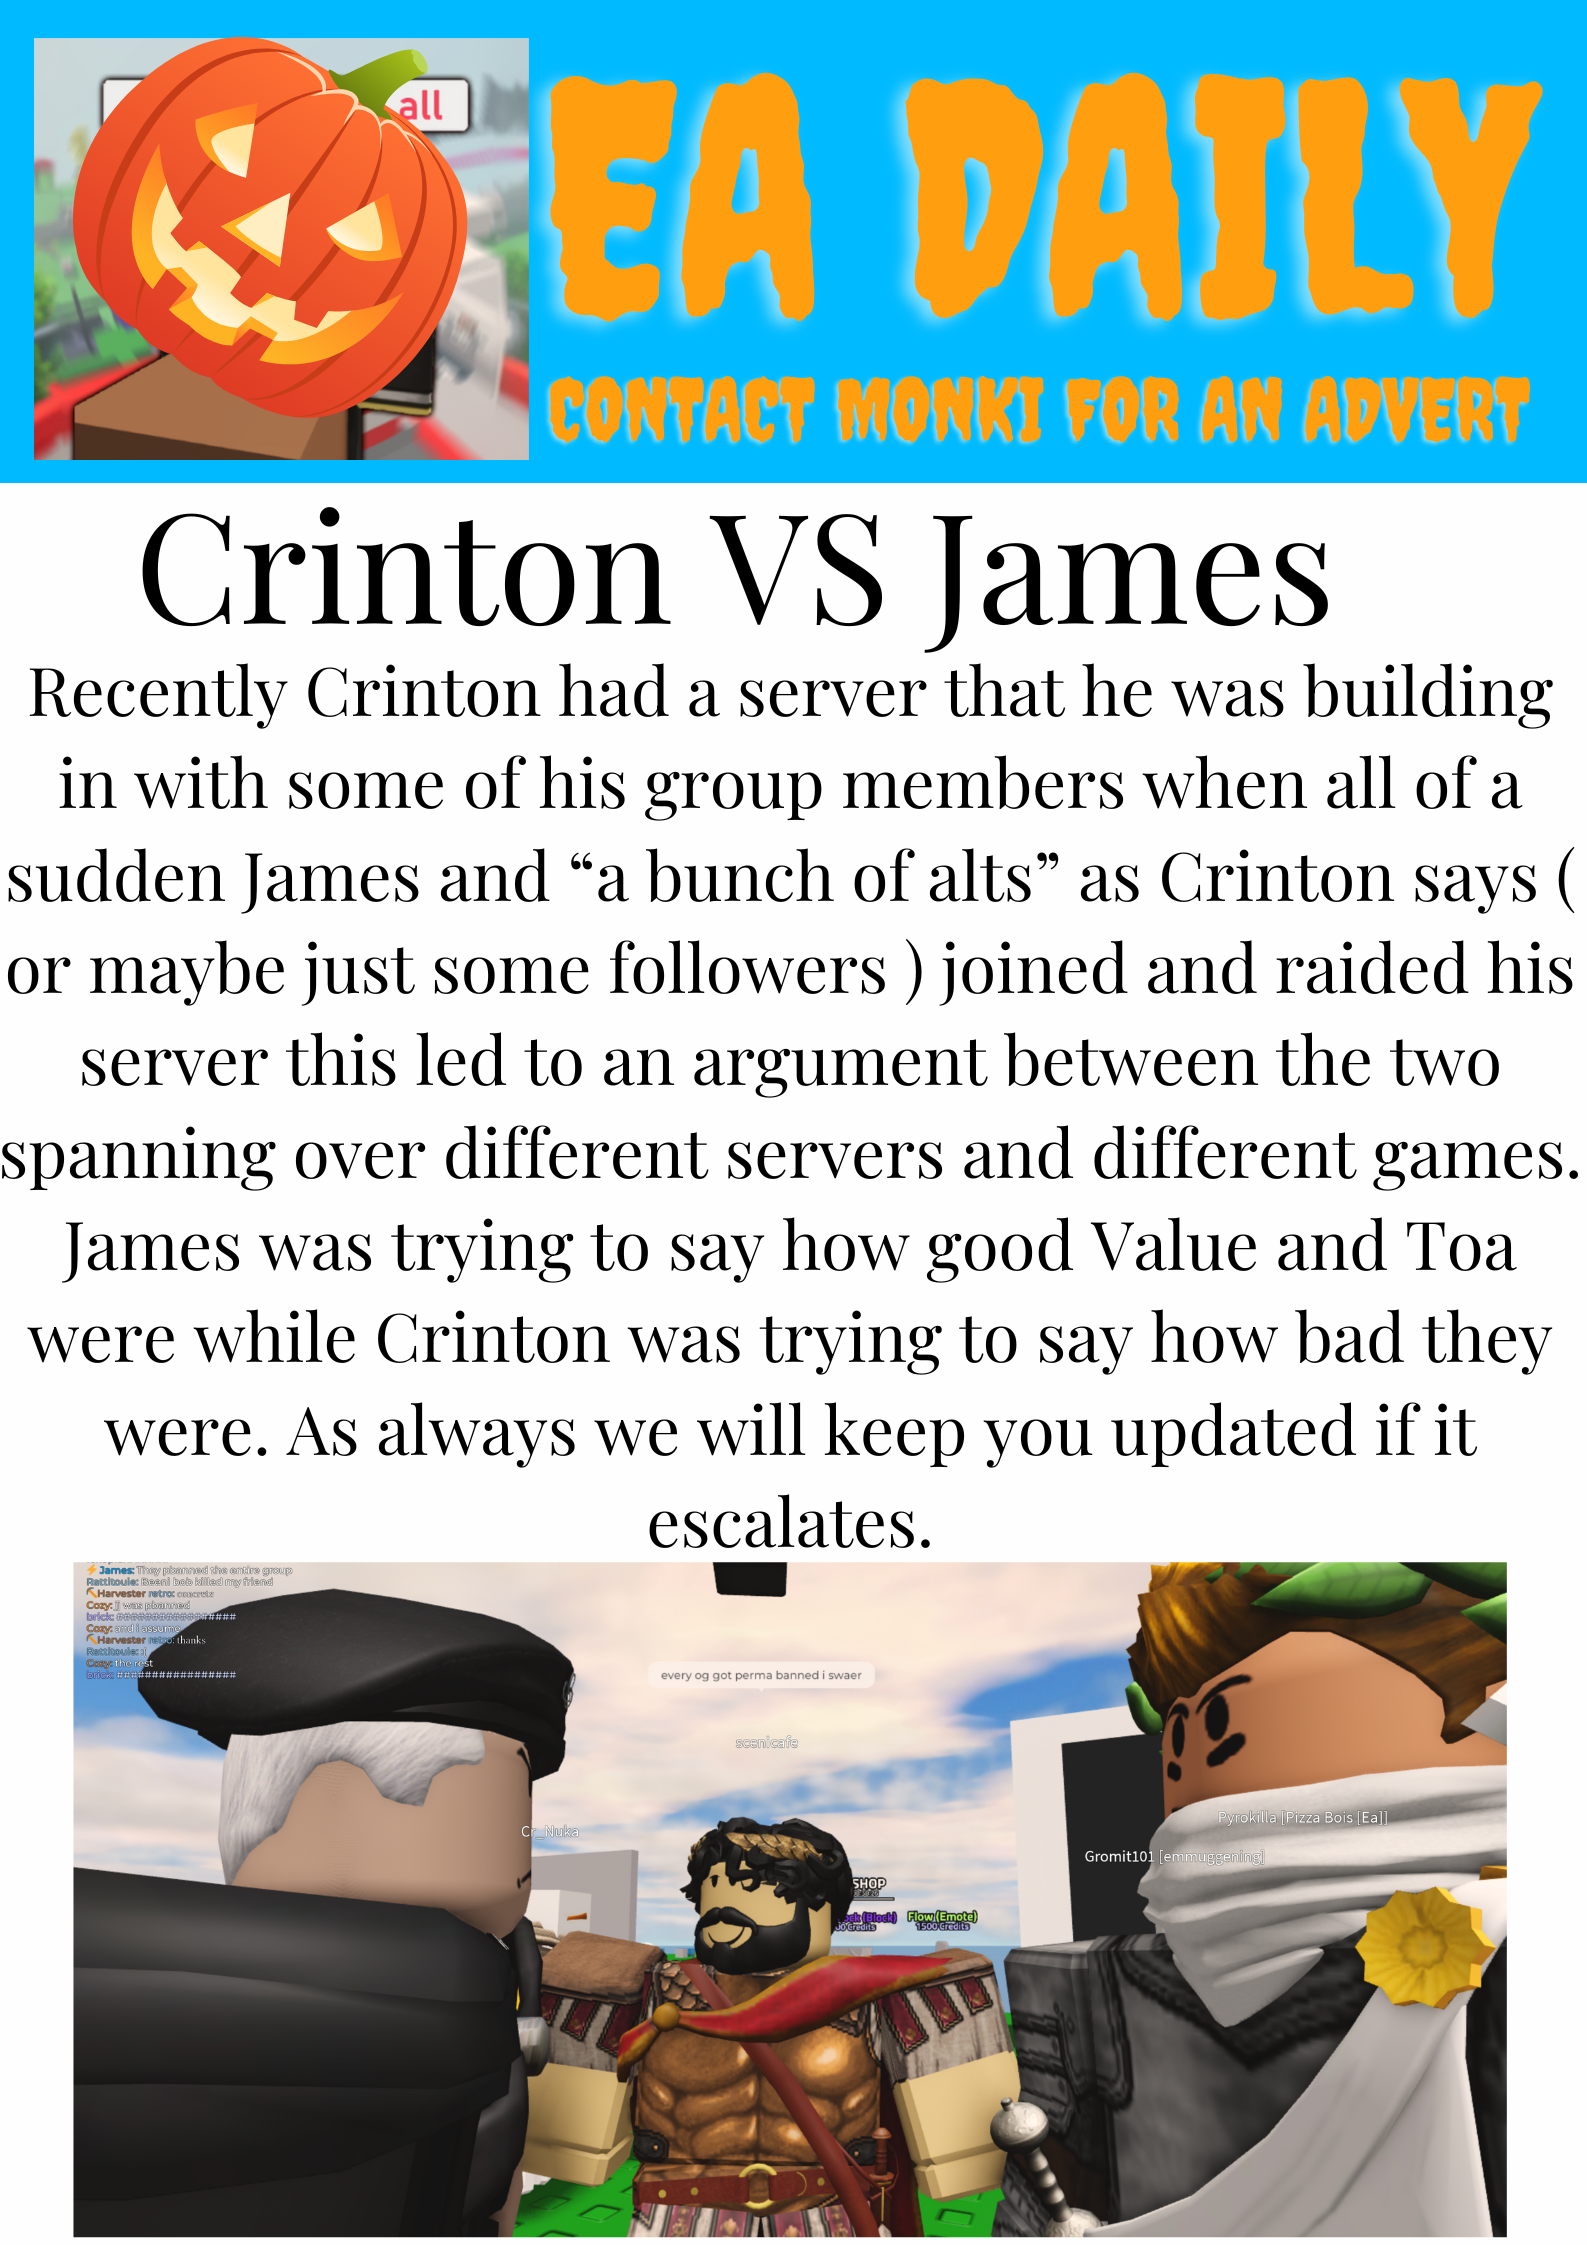 all
EA DAILY
CONTACT MONKI FOR AN ADVERT
Crinton VS James
Recently Crinton had a server that he was building
in with some of his group members when all of a
sudden James and “a bunch of alts” as Crinton says (
or maybe just some followers ) joined and raided his
server this led to an argument between the two
spanning over different servers and different games.
James was trying to say how good Value and Toa
were while Crinton was trying to say how bad they
were. As always we will keep you updated if it
escalates.
James: They pbanned the entire group
Rattitoule: Beeni bob killed my friend
Harvester retro: concrete
Cozy: jj was pbanned
brick: #################
Cozy: and i assume
Harvester retro: thanks
Rattitoule: :(
Cozy: the rest
brick: #################
every og got perma banned i swaer
scenicafe
Cr_Nuka
Pyrokilla [Pizza Bois [Ea]]
Gromit101 [emmuggening]
SHOP
(Block)
Credits
Flow (Emote)
1500 Credits